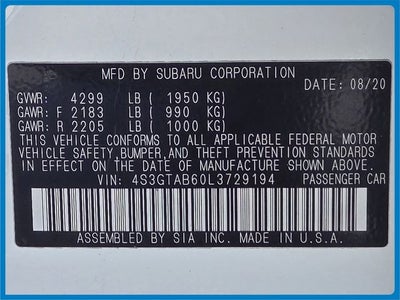 MFD BY SUBARU CORPORATION
DATE: 08/20
GVWR: 4299 LB ( 1950 KG)
GAWR: F 2183 LB ( 990 KG)
GAWR: R 2205 LB ( 1000 KG)
THIS VEHICLE CONFORMS TO ALL APPLICABLE FEDERAL MOTOR
VEHICLE SAFETY,BUMPER,AND THEFT PREVENTION STANDARDS
IN EFFECT ON THE DATE OF MANUFACTURE SHOWN ABOVE.
VIN: 4S3GTAB60L3729194 PASSENGER CAR
ASSEMBLED BY SIA INC. IN U.S.A.